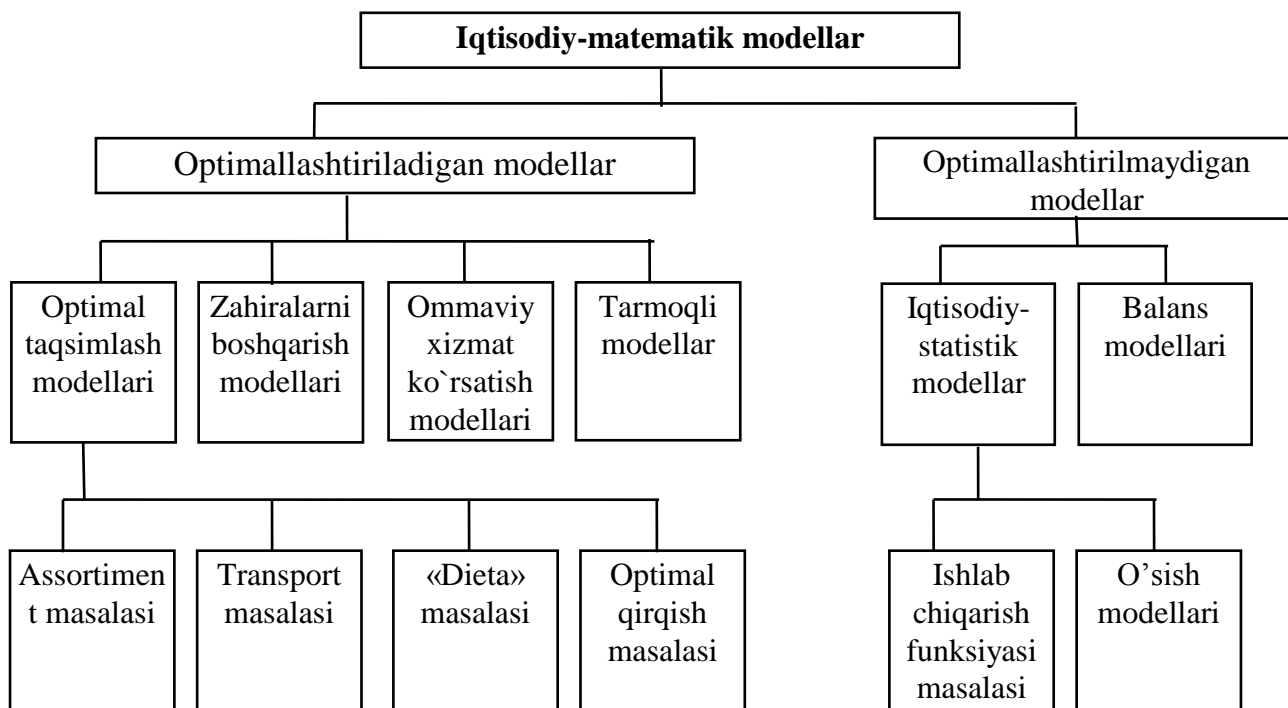 Iqtisodiy-matematik modellar
Optimallashtiriladigan modellar
Optimallashtirilmaydigan
modellar
Optimal
taqsimlash
modellari
Zahiralarni
boshqarish
modellari
Ommaviy
xizmat
ko`rsatish
modellari
Tarmoqli
modellar
Iqtisodiy-
statistik
modellar
Balans
modellari
Assortimen
t masalasi
Transport
masalasi
«Dieta»
masalasi
Optimal
qirqish
masalasi
Ishlab
chiqarish
funksiyasi
masalasi
O’sish
modellari